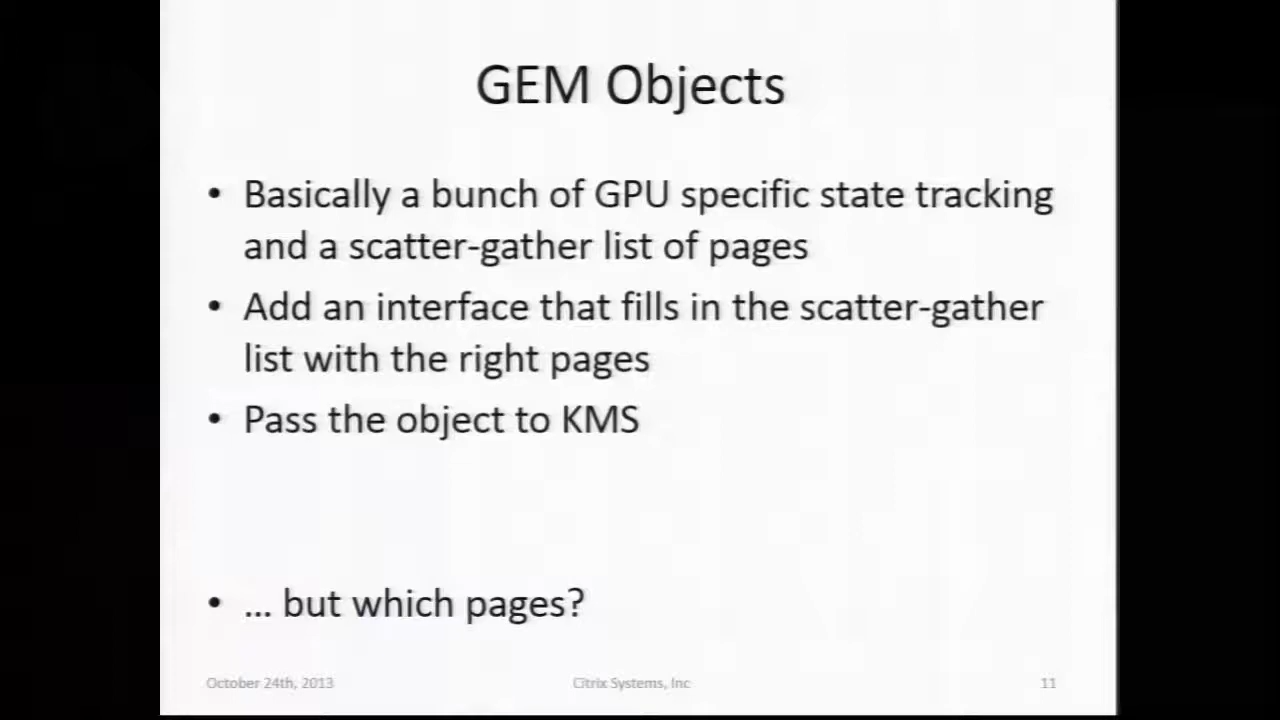 GEM Objects
• Basically a bunch of GPU specific state tracking
and a scatter-gather list of pages
• Add an interface that fills in the scatter-gather
list with the right pages
• Pass the object to KMS
• ... but which pages?
October 24th, 2013
Citrix Systems, Inc
11